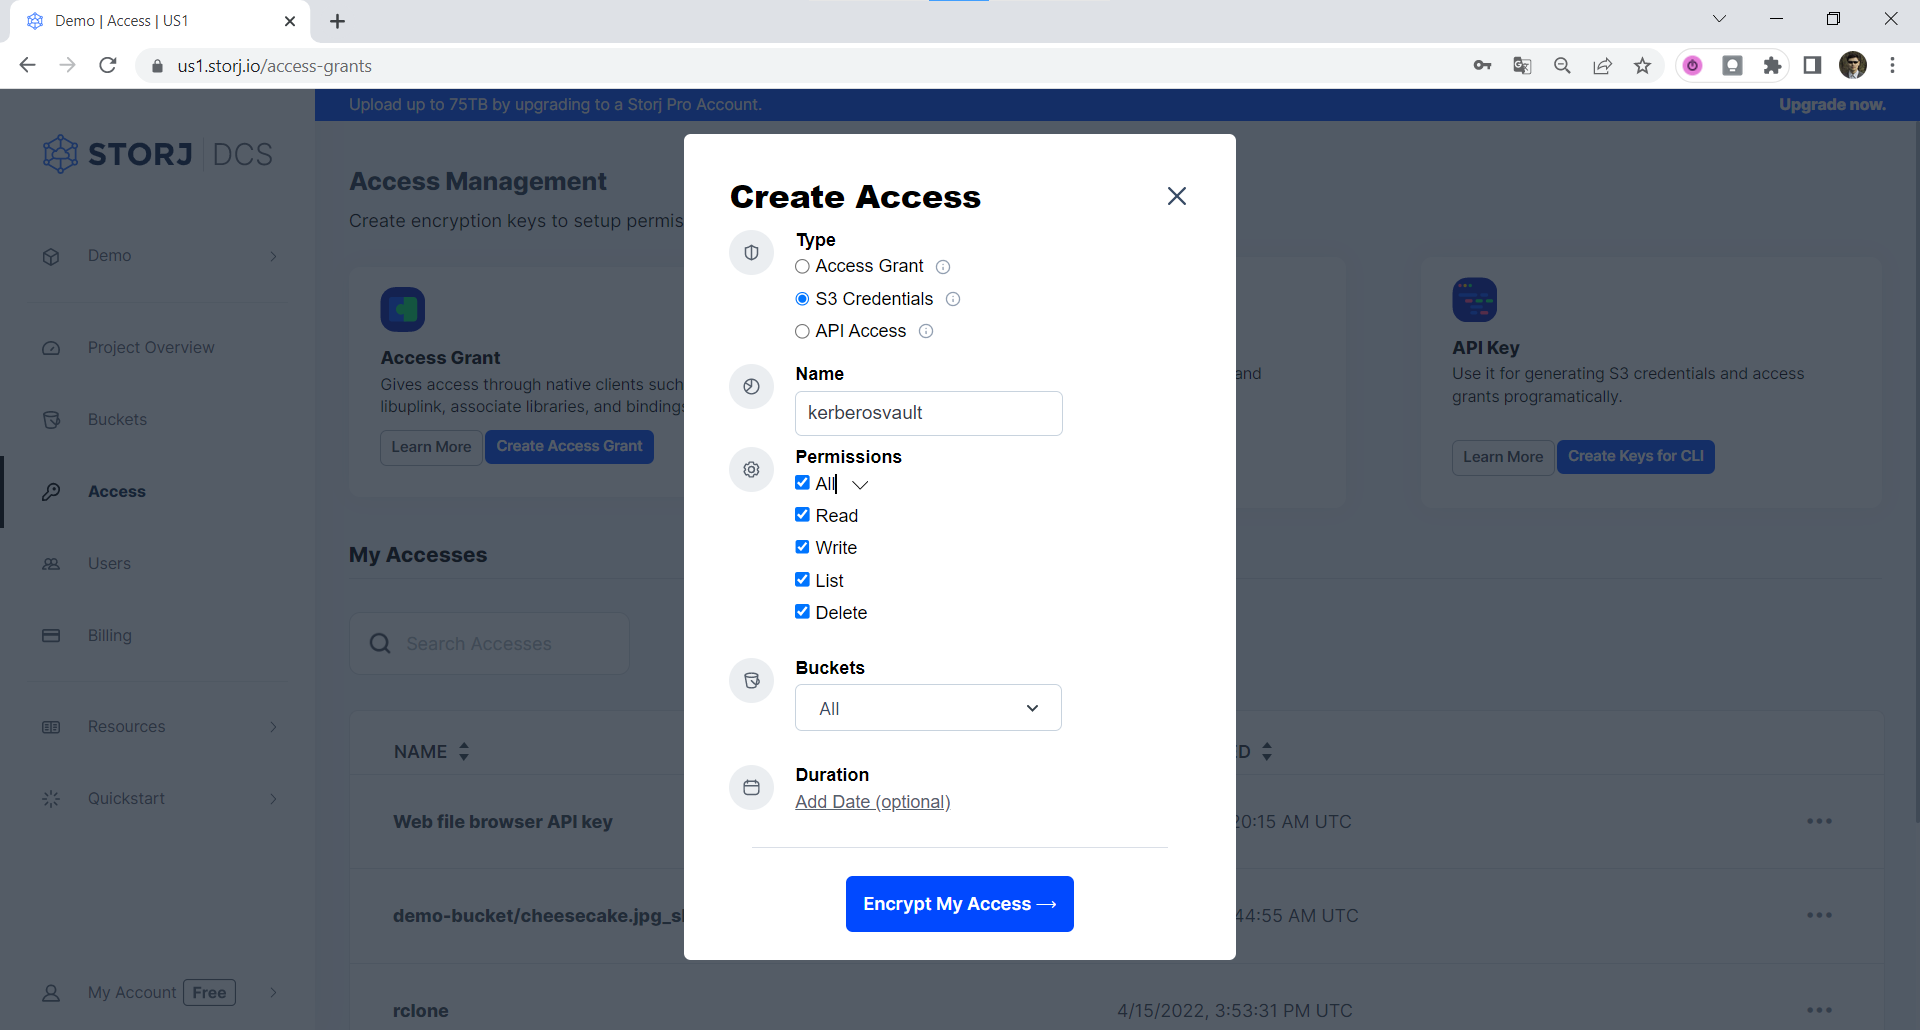 Demo | Access | US1
us1.storj.io/access-grants
Upload up to 75TB by upgrading to a Storj Pro Account.
Upgrade now.
STORJ DCS
Demo
Project Overview
Buckets
Access
Users
Billing
Resources
Quickstart
My Account Free
Access Management
Create encryption keys to setup permis
Access Grant
Gives access through native clients such
libuplink, associate libraries, and bindings
Learn More
Create Access Grant
and
API Key
Use it for generating S3 credentials and access
grants programatically.
Learn More
Create Keys for CLI
My Accesses
Search Accesses
NAME
ED
Web file browser API key
20:15 AM UTC
demo-bucket/cheesecake.jpg_s
44:55 AM UTC
rclone
4/15/2022, 3:53:31 PM UTC
Create Access
Type
Access Grant
S3 Credentials
API Access
Name
kerberosvault
Permissions
All
Read
Write
List
Delete
Buckets
All
Duration
Add Date (optional)
Encrypt My Access →